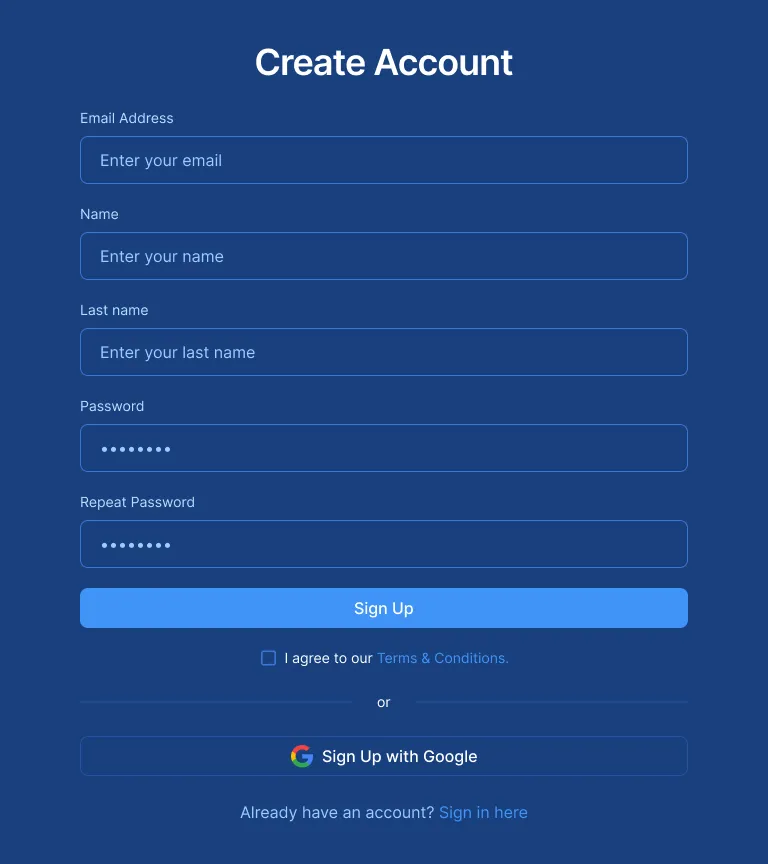 Create Account
Email Address
Enter your email
Name
Enter your name
Last name
Enter your last name
Password
••••••••
Repeat Password
••••••••
Sign Up
I agree to our Terms & Conditions.
or
Sign Up with Google
Already have an account? Sign in here